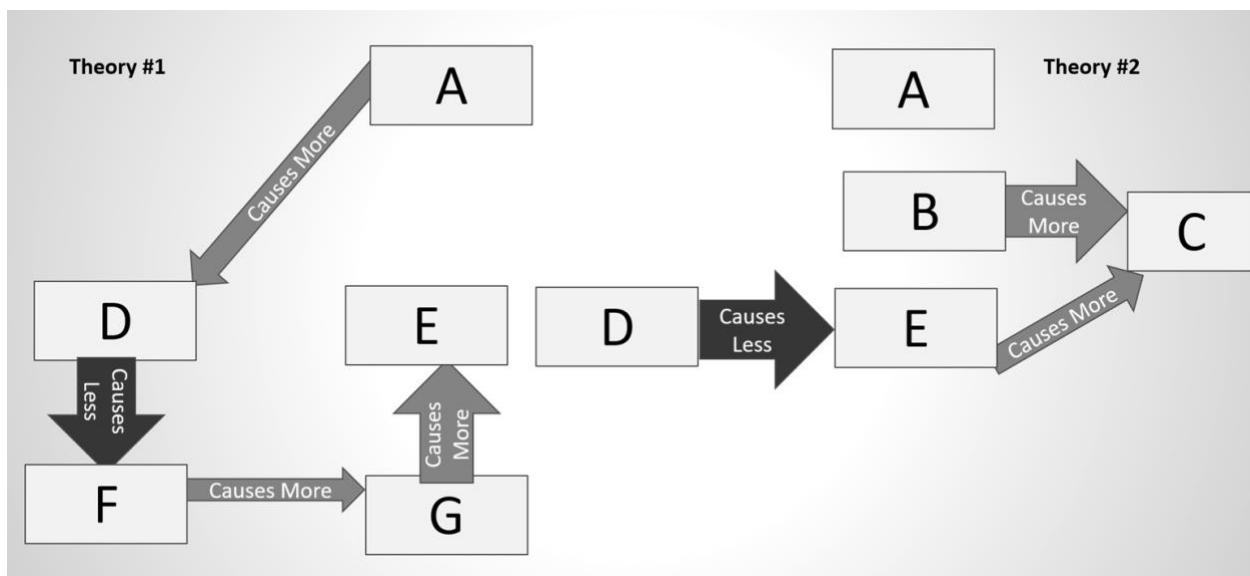 Theory #1
A
A
Theory #2
Causes More
B
Causes
More
C
D
E
D
Causes
Less
E
Causes More
Causes
Less
Causes
More
F
Causes More
G